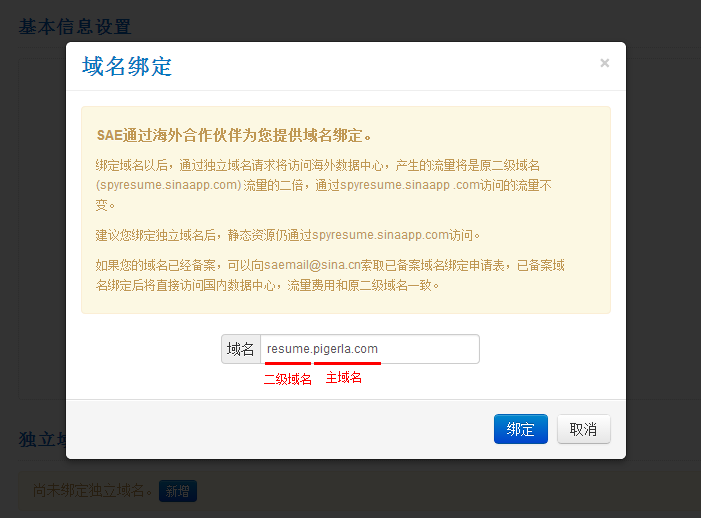 基本信息设置
域名绑定
×
SAE通过海外合作伙伴为您提供域名绑定。
绑定域名以后，通过独立域名请求将访问海外数据中心，产生的流量将是原二级域名
(spyresume.sinaapp.com) 流量的二倍，通过spyresume.sinaapp .com访问的流量不
变。
建议您绑定独立域名后，静态资源仍通过spyresume.sinaapp.com访问。
如果您的域名已经备案，可以向saemail@sina.cn索取已备案域名绑定申请表，已备案域
名绑定后将直接访问国内数据中心，流量费用和原二级域名一致。
域名 resume.pigerla.com
二级域名 主域名
绑定 取消
独立域
尚未绑定独立域名。 新增